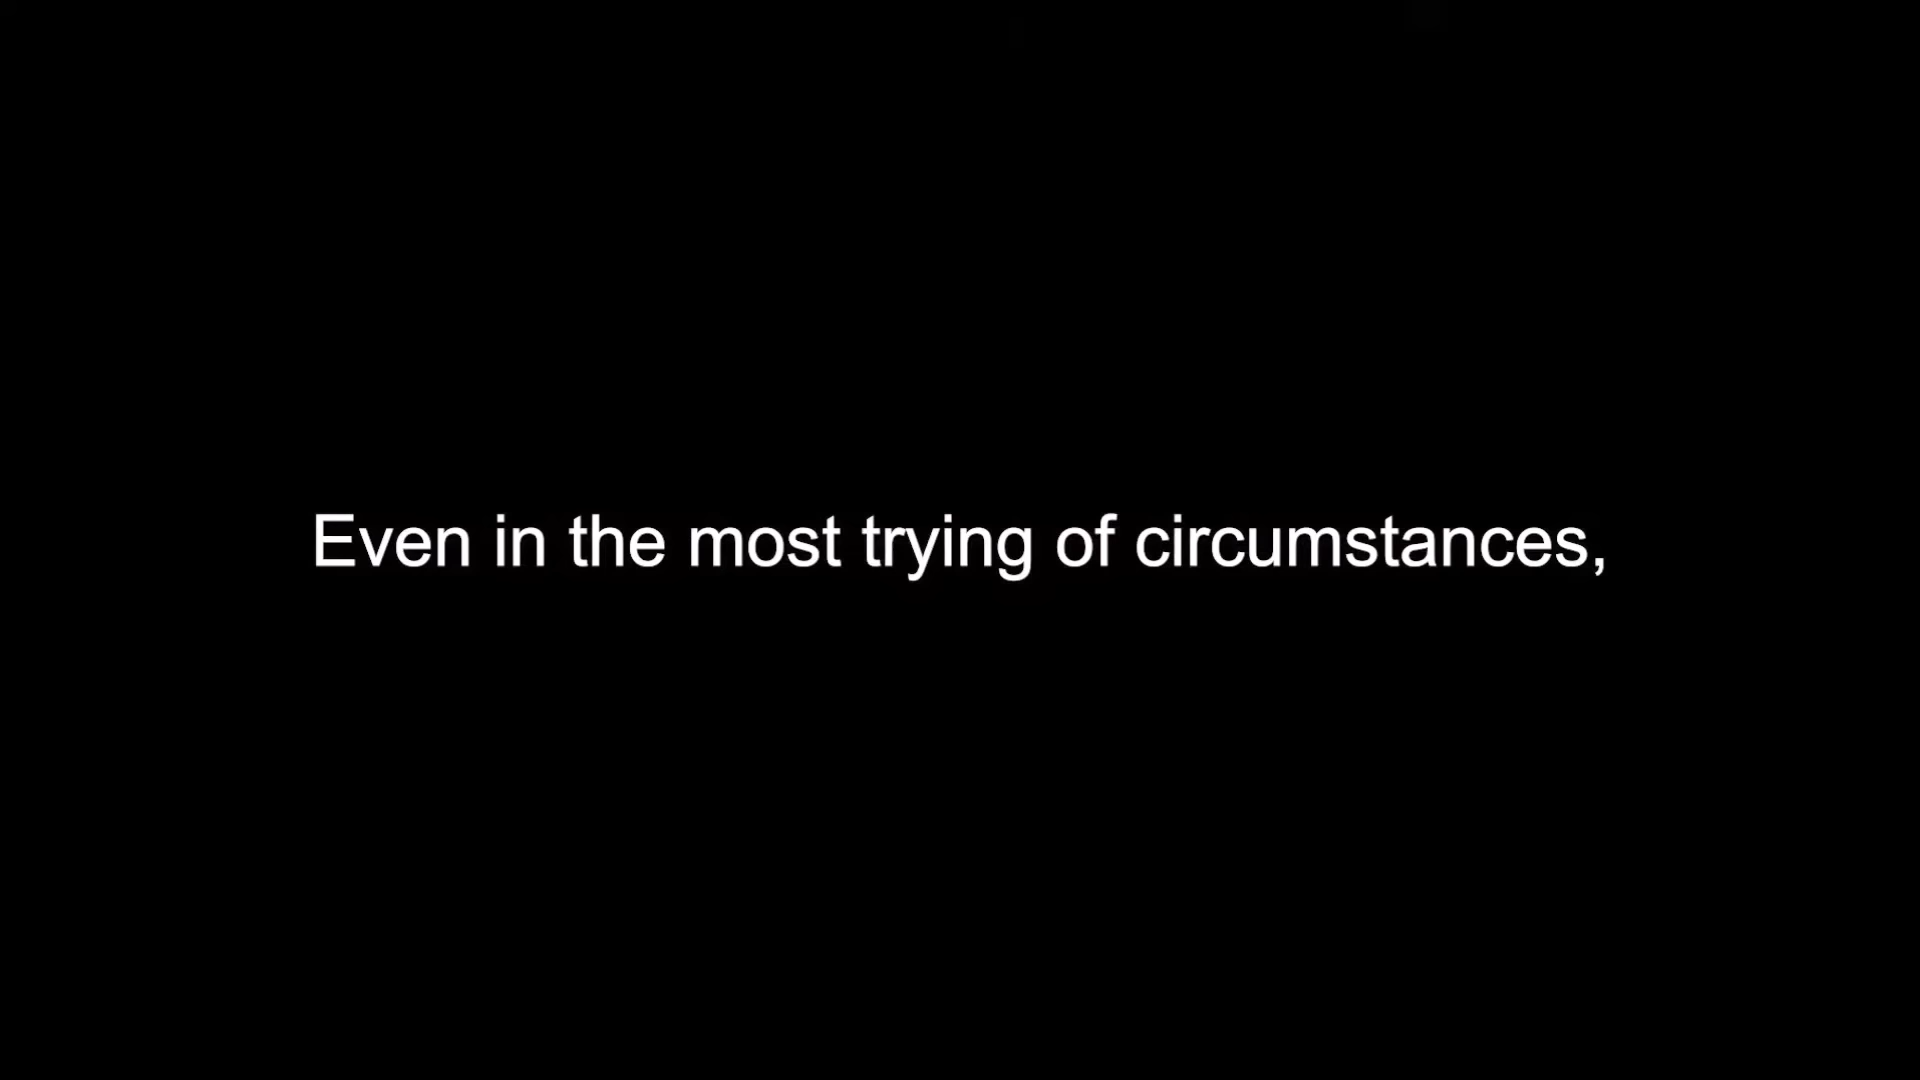 Even in the most trying of circumstances,